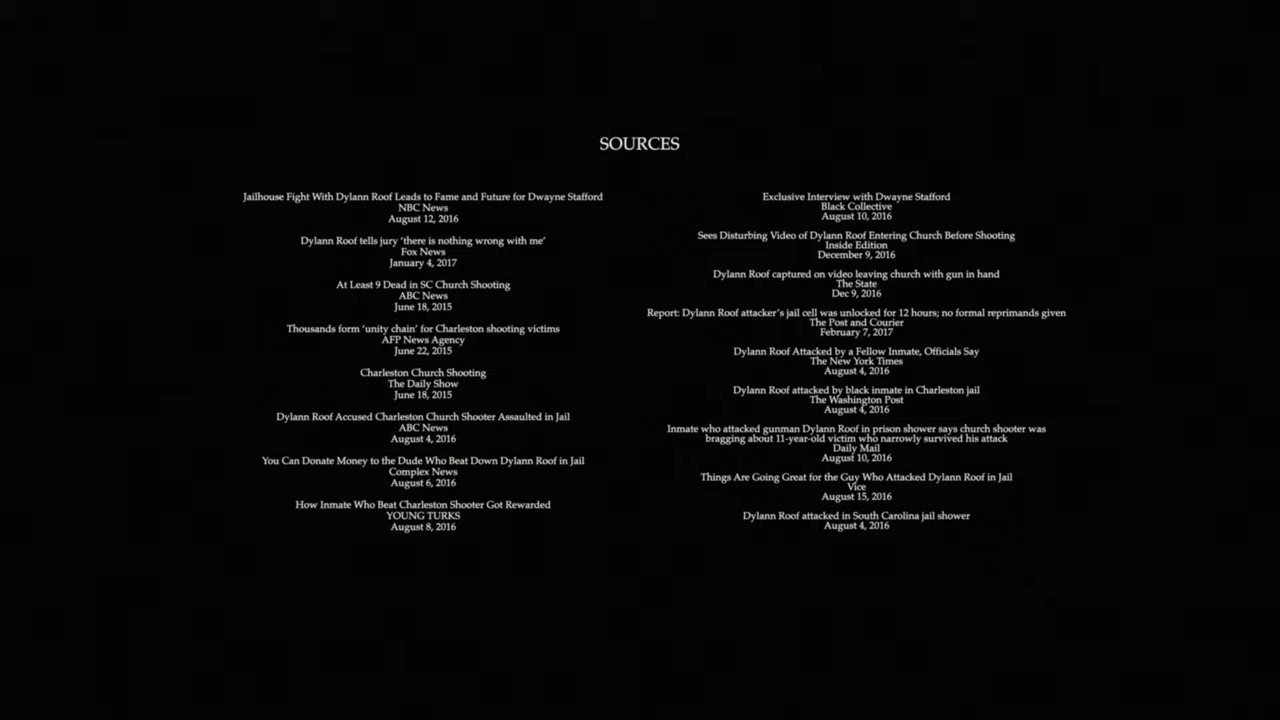 SOURCES
Jailhouse Fight With Dylann Roof Leads to Fame and Future for Dwayne Stafford
NBC News
August 12, 2016
Dylann Roof tells jury ‘there is nothing wrong with me’
Fox News
January 4, 2017
At Least 9 Dead in SC Church Shooting
ABC News
June 18, 2015
Thousands form ‘unity chain’ for Charleston shooting victims
AFP News Agency
June 22, 2015
Charleston Church Shooting
The Daily Show
June 18, 2015
Dylann Roof Accused Charleston Church Shooter Assaulted in Jail
ABC News
August 4, 2016
You Can Donate Money to the Dude Who Beat Down Dylann Roof in Jail
Complex News
August 6, 2016
How Inmate Who Beat Charleston Shooter Got Rewarded
YOUNG TURKS
August 8, 2016
Exclusive Interview with Dwayne Stafford
Black Collective
August 10, 2016
Sees Disturbing Video of Dylann Roof Entering Church Before Shooting
Inside Edition
December 9, 2016
Dylann Roof captured on video leaving church with gun in hand
The State
Dec 9, 2016
Report: Dylann Roof attacker’s jail cell was unlocked for 12 hours; no formal reprimands given
The Post and Courier
February 7, 2017
Dylann Roof Attacked by a Fellow Inmate, Officials Say
The New York Times
August 4, 2016
Dylann Roof attacked by black inmate in Charleston jail
The Washington Post
August 4, 2016
Inmate who attacked gunman Dylann Roof in prison shower says church shooter was
bragging about 11-year-old victim who narrowly survived his attack
Daily Mail
August 10, 2016
Things Are Going Great for the Guy Who Attacked Dylann Roof in Jail
Vice
August 15, 2016
Dylann Roof attacked in South Carolina jail shower
August 4, 2016